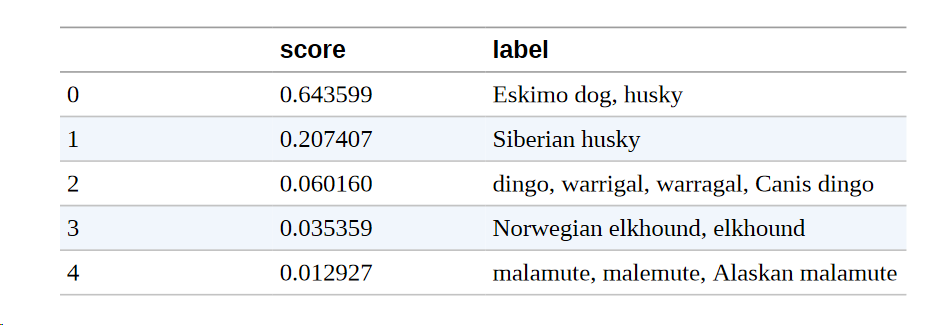 score label
0 0.643599 Eskimo dog, husky
1 0.207407 Siberian husky
2 0.060160 dingo, warrigal, warragal, Canis dingo
3 0.035359 Norwegian elkhound, elkhound
4 0.012927 malamute, malemute, Alaskan malamute